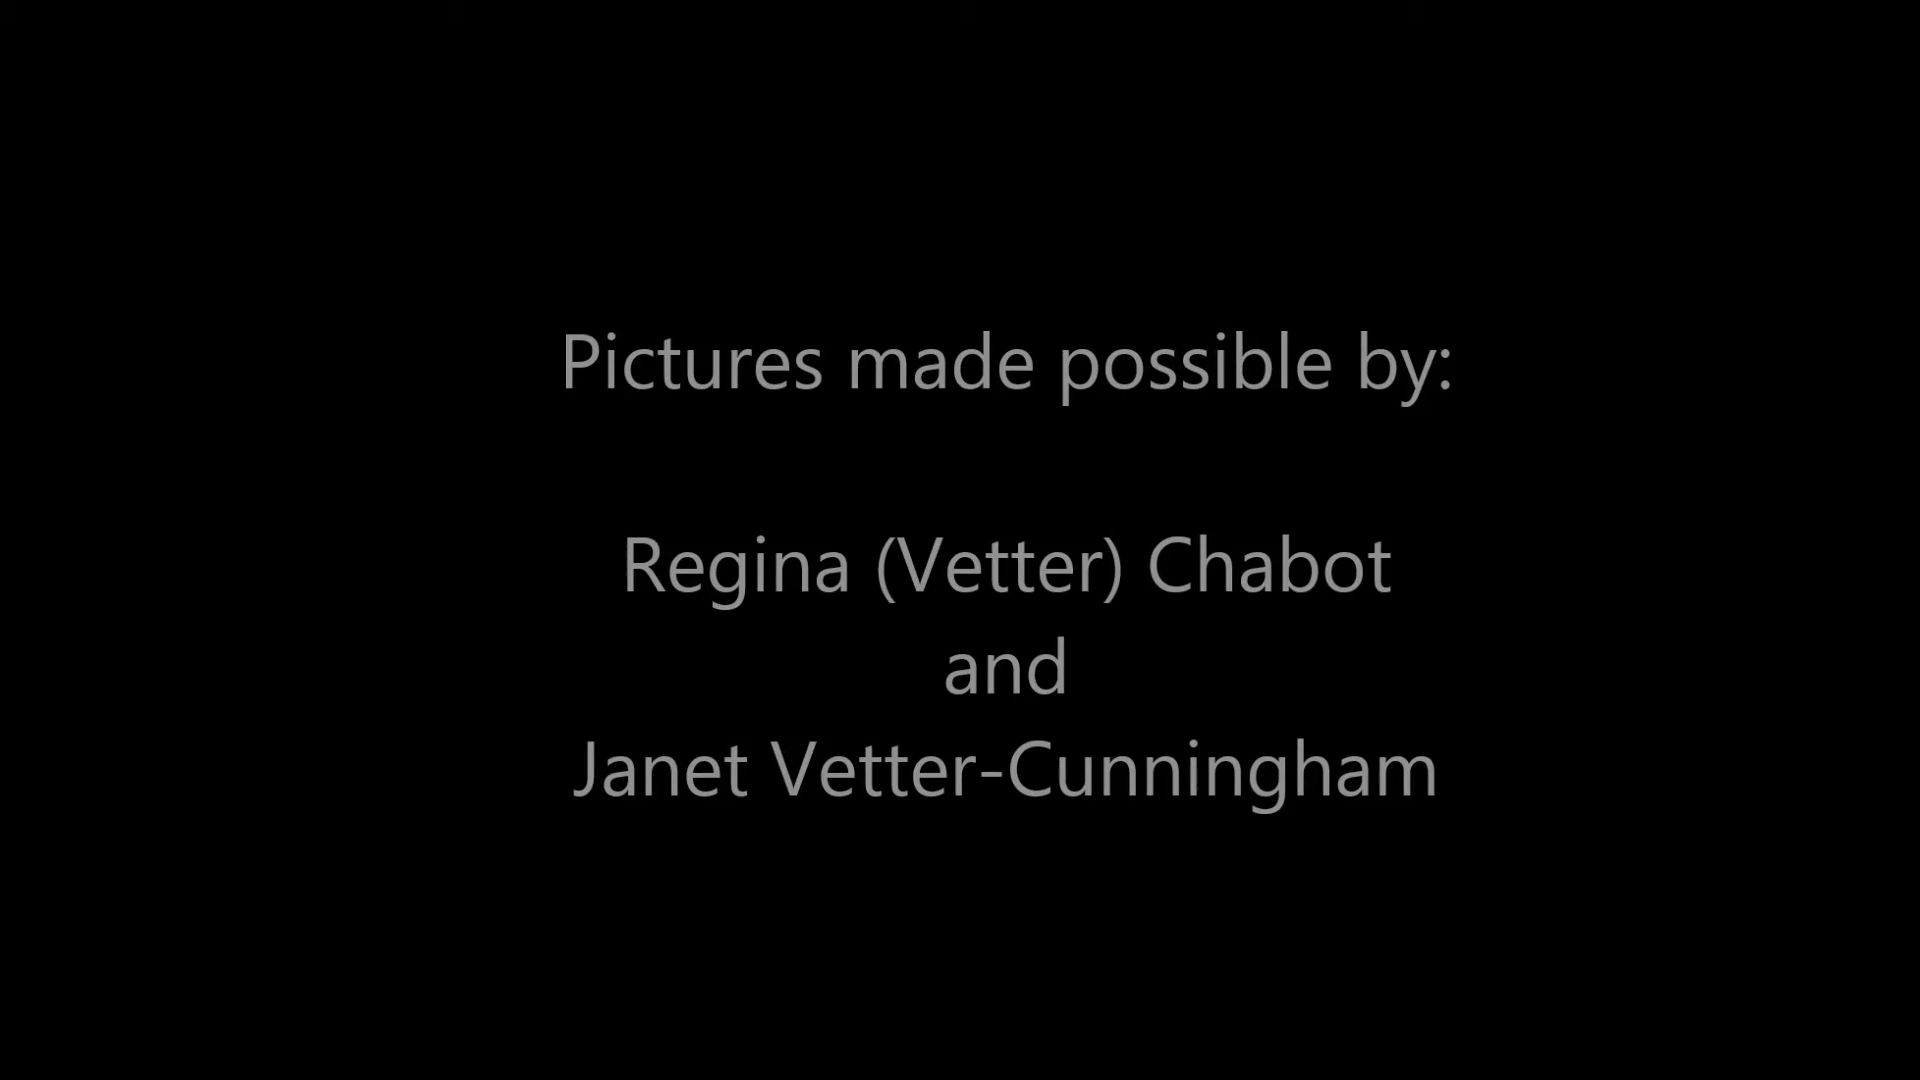 Pictures made possible by:
Regina (Vetter) Chabot
and
Janet Vetter-Cunningham